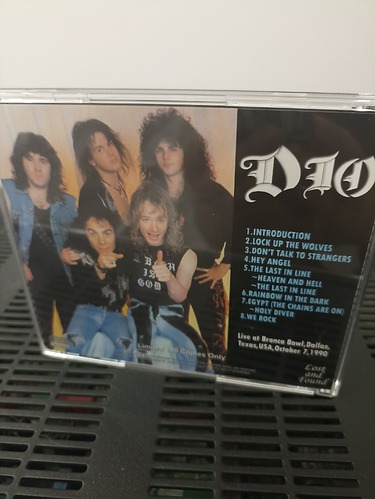 DIO
1.INTRODUCTION
2.LOCK UP THE WOLVES
3.DON'T TALK TO STRANGERS
4.HEY ANGEL
5.THE LAST IN LINE
~HEAVEN AND HELL
~THE LAST IN LINE
6.RAINBOW IN THE DARK
7.EGYPT (THE CHAINS ARE ON)
~HOLY DIVER
8.WE ROCK
Live at Bronco Bowl, Dallas,
Texas, USA, October 7, 1990
Lost
and
Found
IS
GOD
Copies Only